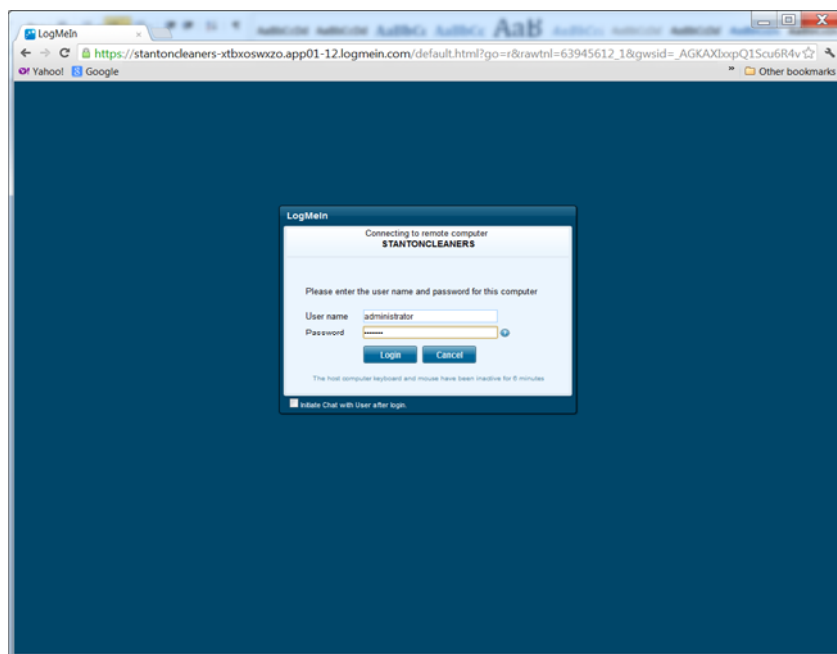 LogMeIn
https://stantoncleaners-xtbxoswxzo.app01-12.logmein.com/default.html?go=r&rawtnl=63945612_1&gwsid=_AGKAXIxxpQ1Scu6R4v
Yahoo! Google » Other bookmarks
LogMeIn
Connecting to remote computer
STANTONCLEANERS
Please enter the user name and password for this computer
User name administrator
Password •••••••
Login Cancel
The host computer keyboard and mouse have been inactive for 6 minutes
Initiate Chat with User after login.